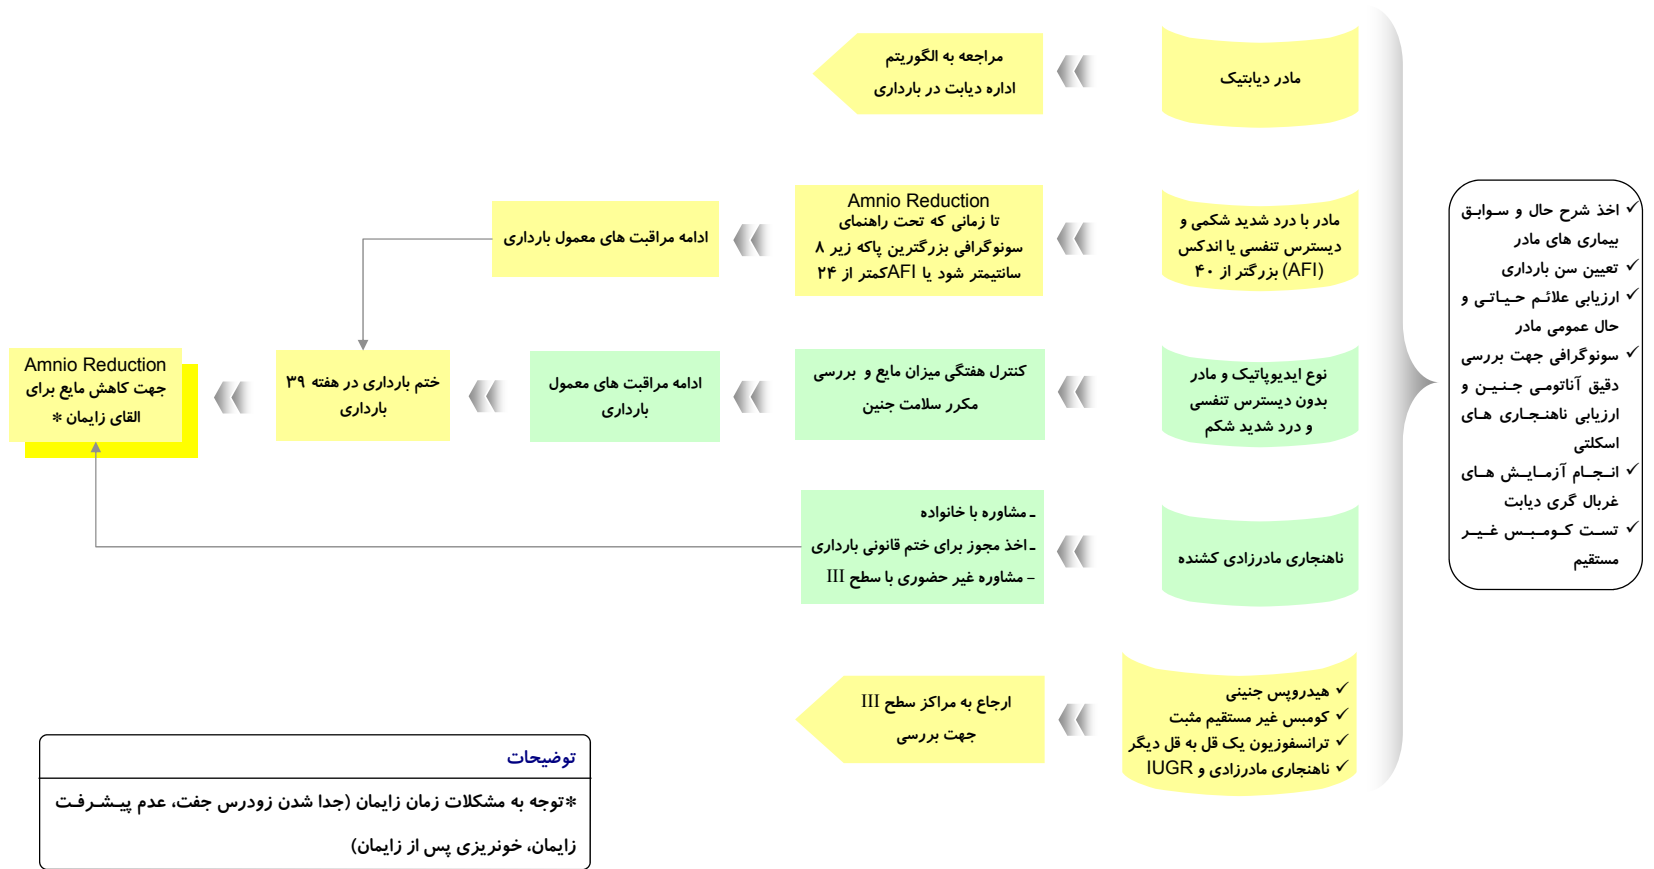 اخذ شرح حال و سوابق
بیماری های مادر
تعیین سن بارداری
ارزیابی علائم حیاتی و
حال عمومی مادر
سونوگرافی جهت بررسی
دقیق آناتومی جنین و
ارزیابی ناهنجاری های
اسکلتی
انجام آزمایش های
غربال گری دیابت
تست کومبس غیر
مستقیم
مادر دیابتیک
مراجعه به الگوریتم
اداره دیابت در بارداری
مادر با درد شدید شکمی و
دیسترس تنفسی یا اندکس
(AFI) بزرگتر از ۴۰
Amnio Reduction
تا زمانی که تحت راهنمای
سونوگرافی بزرگترین پاکه زیر ۸
سانتیمتر شود یا AFIکمتر از ۲۴
ادامه مراقبت های معمول بارداری
نوع ایدیوپاتیک و مادر
بدون دیسترس تنفسی
و درد شدید شکم
کنترل هفتگی میزان مایع و بررسی
مکرر سلامت جنین
ادامه مراقبت های معمول
بارداری
ختم بارداری در هفته ۳۹
بارداری
Amnio Reduction
جهت کاهش مایع برای
القای زایمان *
ناهنجاری مادرزادی کشنده
ـ مشاوره با خانواده
ـ اخذ مجوز برای ختم قانونی بارداری
– مشاوره غیر حضوری با سطح III
هیدروپس جنینی
کومبس غیر مستقیم مثبت
ترانسفوزیون یک قل به قل دیگر
ناهنجاری مادرزادی و IUGR
ارجاع به مراکز سطح III
جهت بررسی
توضیحات
*توجه به مشکلات زمان زایمان (جدا شدن زودرس جفت، عدم پیشرفت
زایمان، خونریزی پس از زایمان)